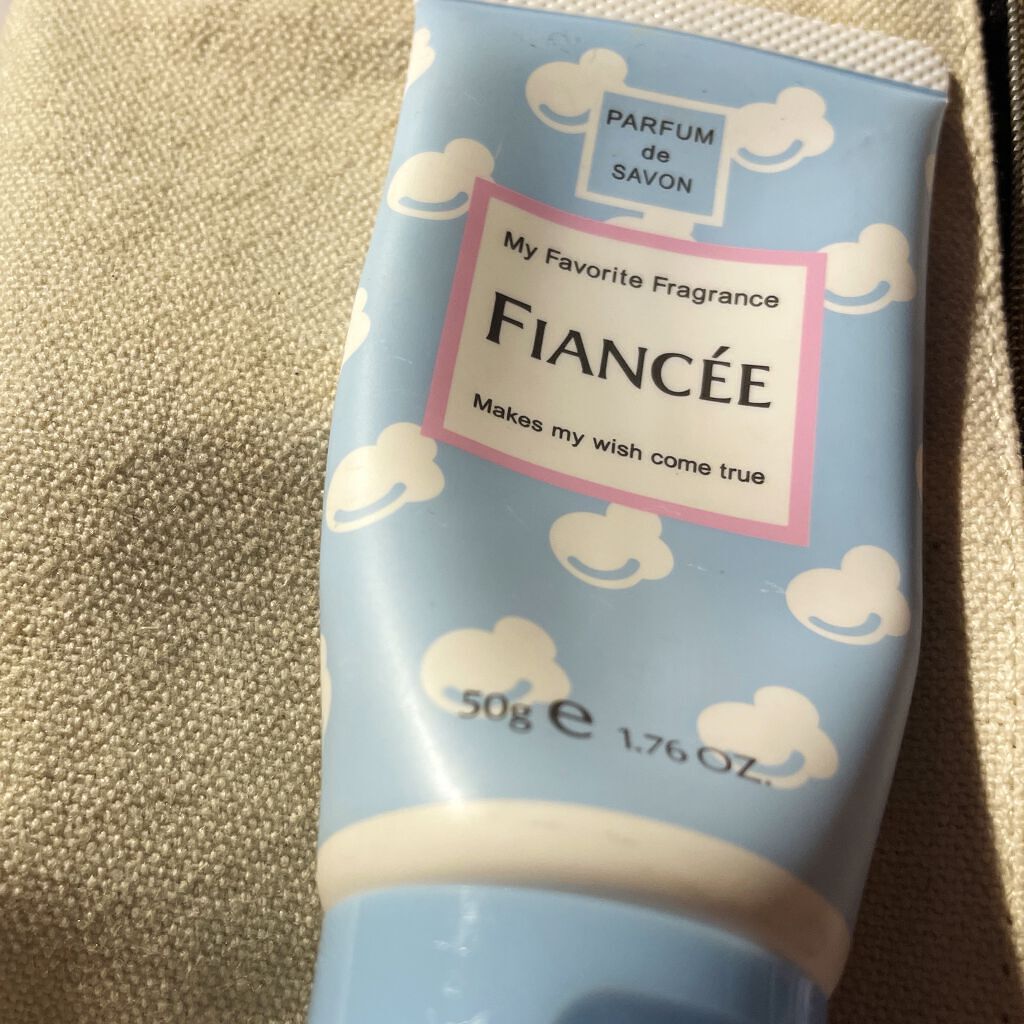 PARFUM
de
SAVON
My Favorite Fragrance
FIANCÉE
Makes my wish come true
50g e 1.76 OZ.